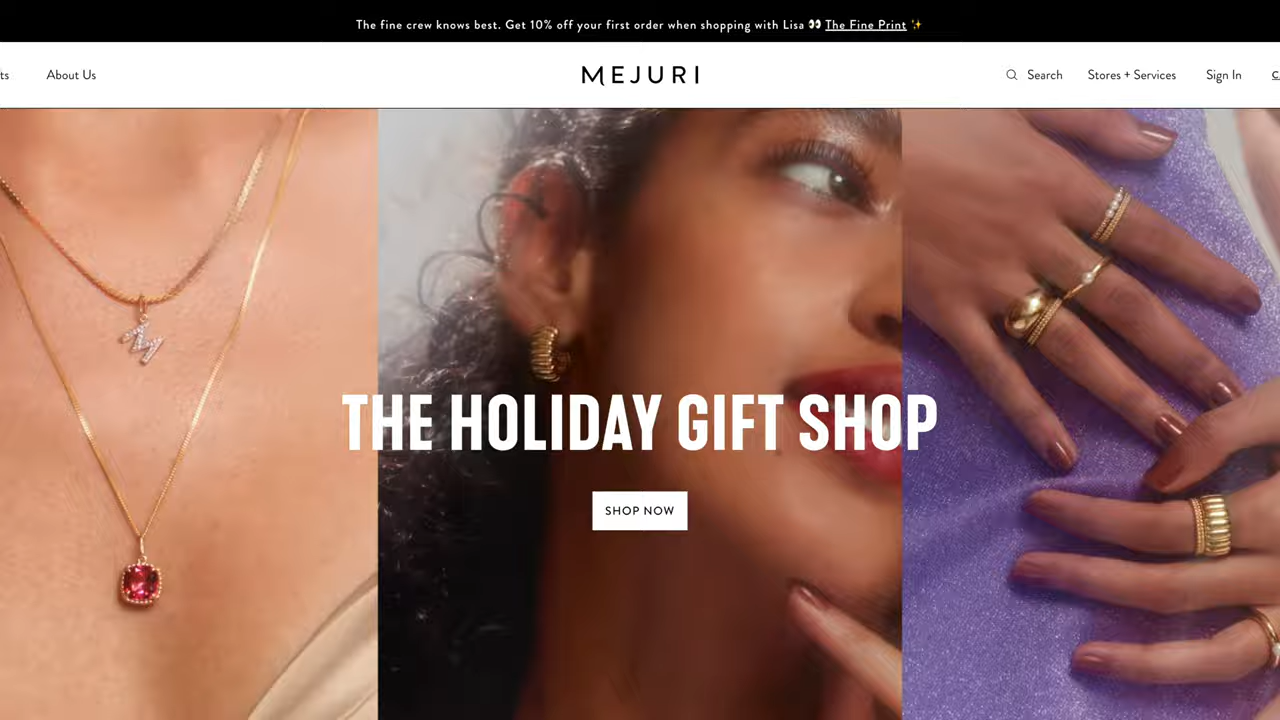 The fine crew knows best. Get 10% off your first order when shopping with Lisa 👀 The Fine Print ✨
ts About Us MEJURI Search Stores + Services Sign In
M
THE HOLIDAY GIFT SHOP
SHOP NOW